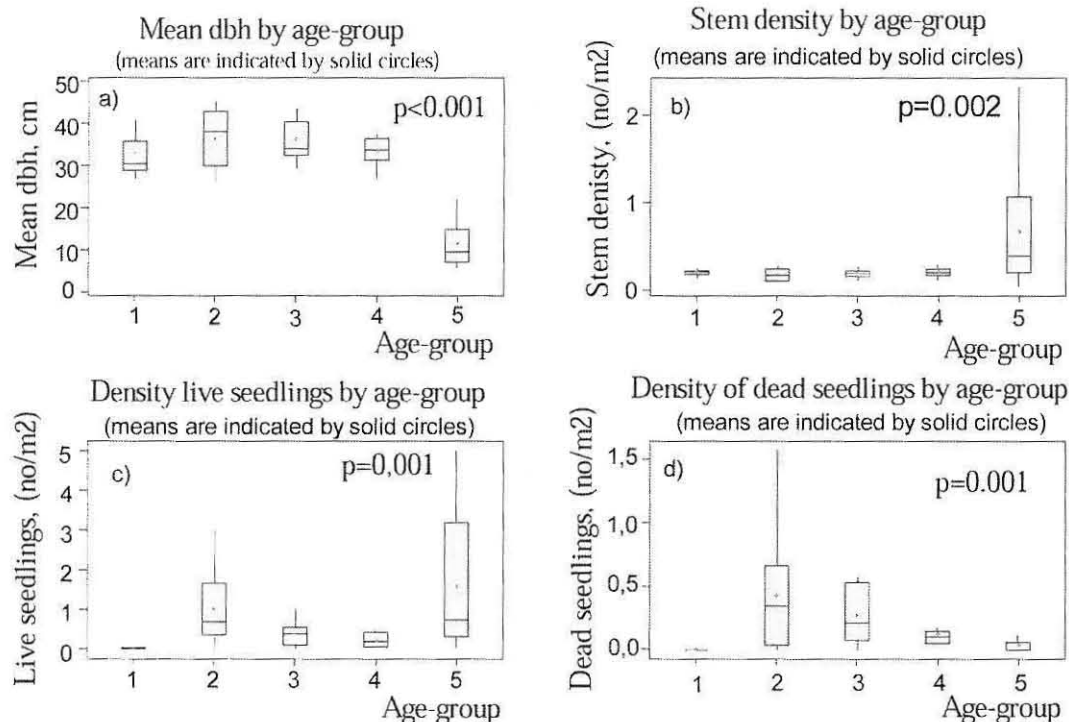 Mean dbh by age-group
(means are indicated by solid circles)
a)
p<0.001
Mean dbh, cm
50
40
30
20
10
0
1 2 3 4 5
Age-group
Stem density by age-group
(means are indicated by solid circles)
b)
p=0.002
Stem denisty, (no/m2)
2
1
0
1 2 3 4 5
Age-group
Density live seedlings by age-group
(means are indicated by solid circles)
c)
p=0,001
Live seedlings, (no/m2)
5
4
3
2
1
0
1 2 3 4 5
Age-group
Density of dead seedlings by age-group
(means are indicated by solid circles)
d)
p=0.001
Dead seedlings, (no/m2)
1,5
1,0
0,5
0,0
1 2 3 4 5
Age-group